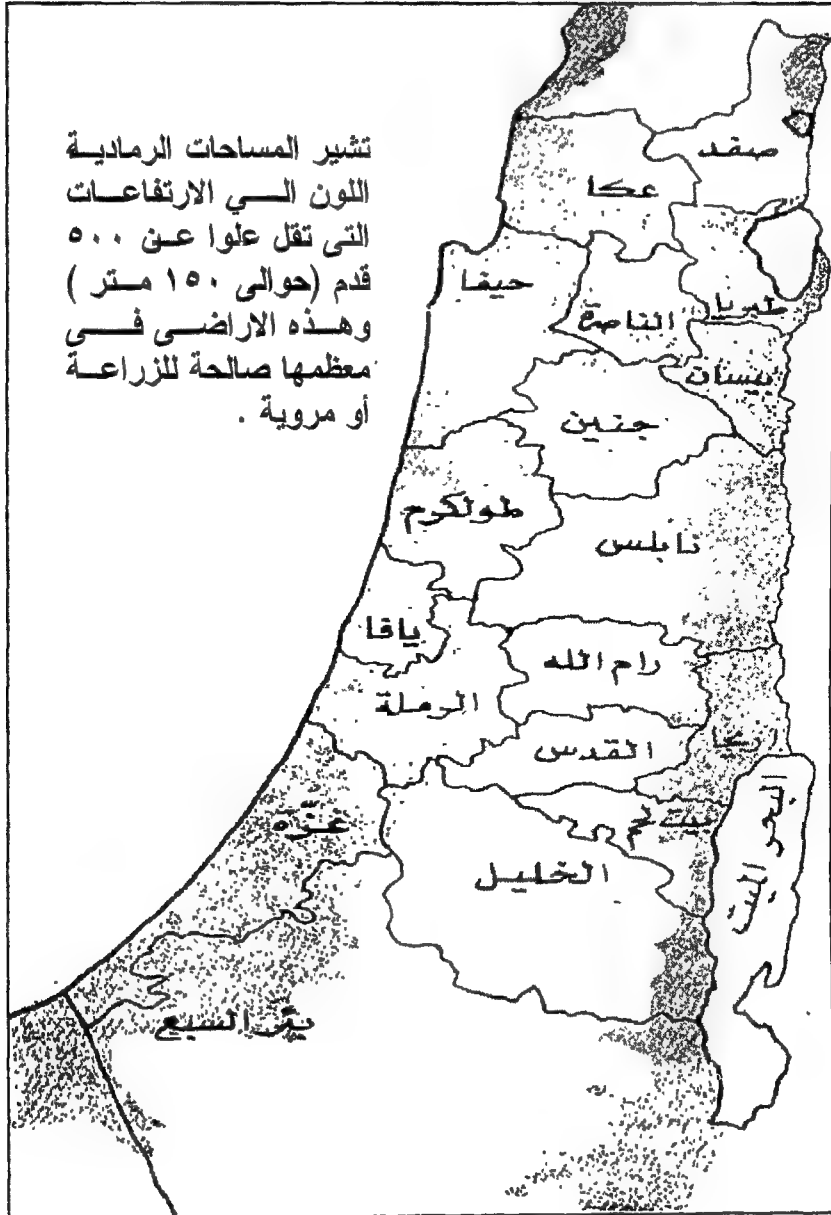 تشير المساحات الرمادية
اللون الـي الارتفاعات
التى تقل علوا عن ٥٠٠
قدم (حوالى ١٥٠ متر )
وهذه الاراضى فى
معظمها صالحة للزراعة
أو مروية .
صفد
عكا
حيفا
الناصرة
طبريا
بيسان
جنين
طولكرم
نابلس
يافا
رام الله
الرملة
القدس
اريحا
بيت لحم
غزّه
الخليل
البحر الميت
بئر السبع